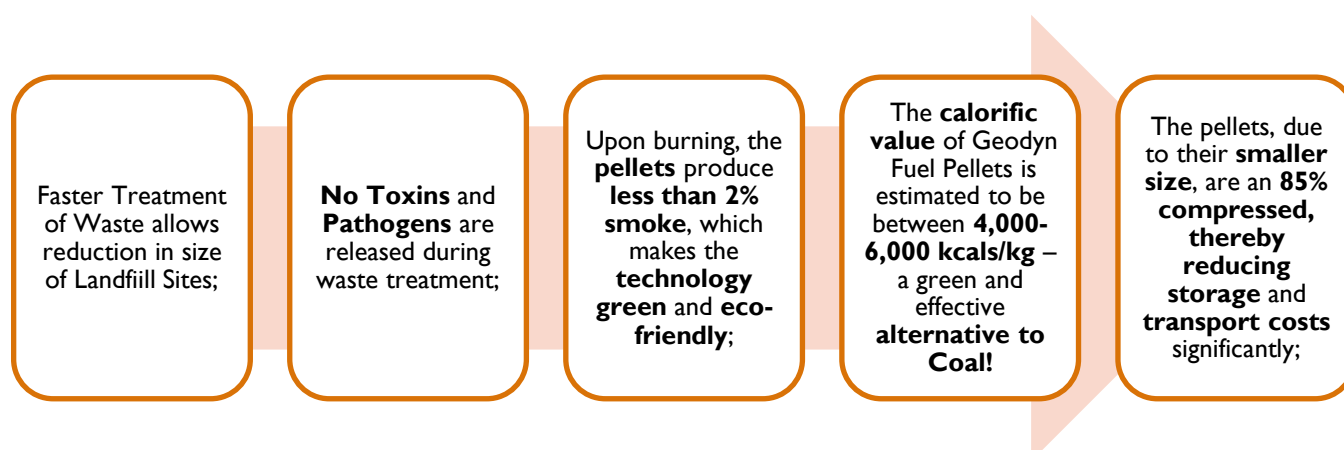 Faster Treatment
of Waste allows
reduction in size
of Landfiill Sites;
No Toxins and
Pathogens are
released during
waste treatment;
Upon burning, the
pellets produce
less than 2%
smoke, which
makes the
technology
green and eco-
friendly;
The calorific
value of Geodyn
Fuel Pellets is
estimated to be
between 4,000-
6,000 kcals/kg –
a green and
effective
alternative to
Coal!
The pellets, due
to their smaller
size, are an 85%
compressed,
thereby
reducing
storage and
transport costs
significantly;